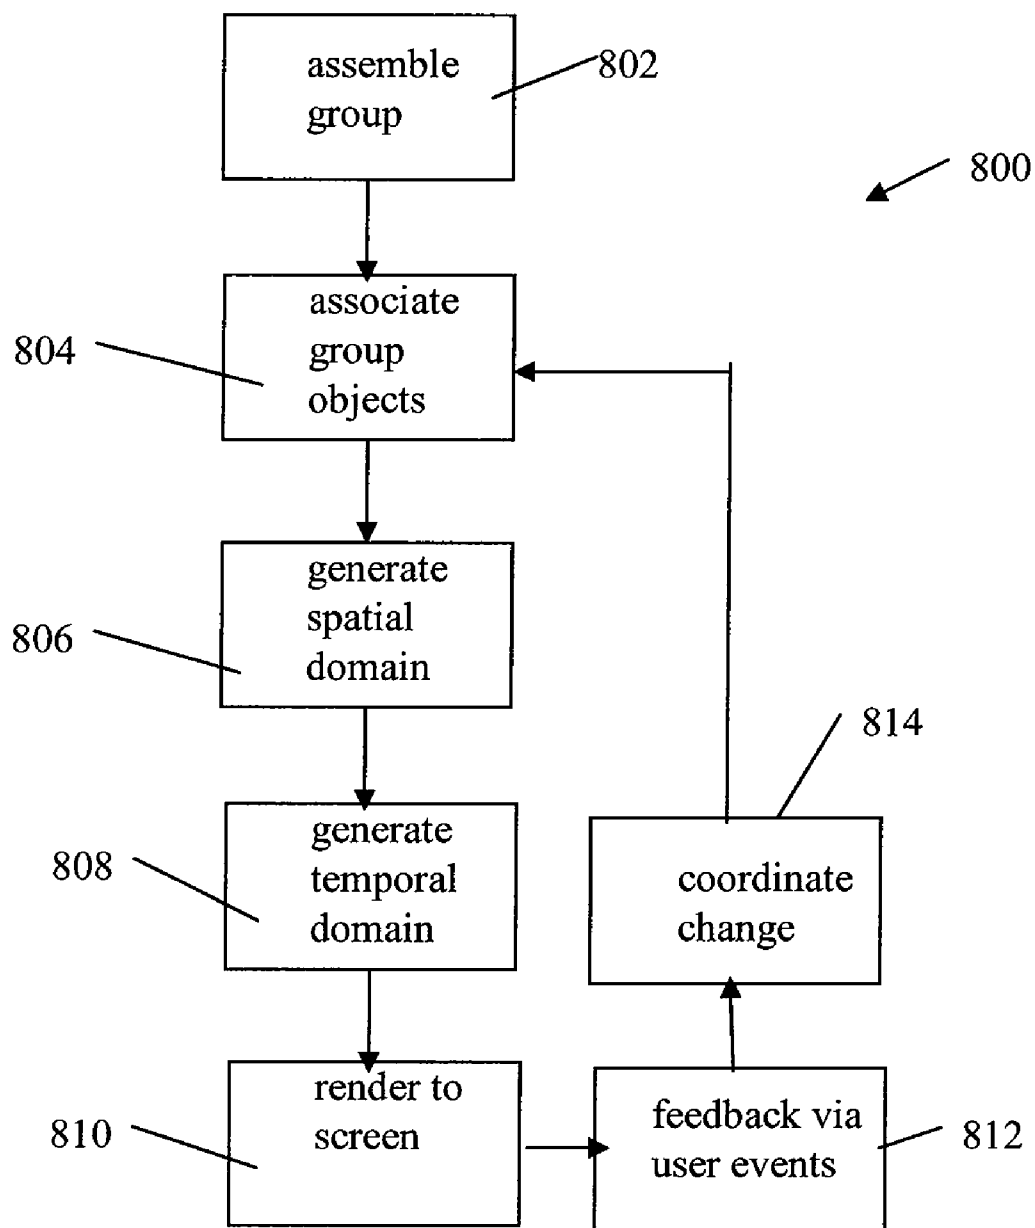 assemble
group
802
800
associate
group
objects
804
generate
spatial
domain
806
814
generate
temporal
domain
808
coordinate
change
render to
screen
810
feedback via
user events
812